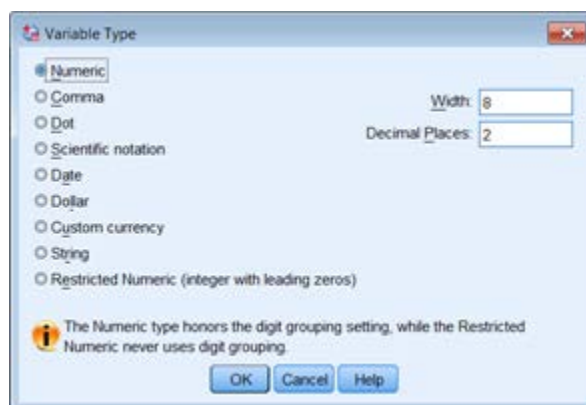 Variable Type
Numeric
Comma
Dot
Scientific notation
Date
Dollar
Custom currency
String
Restricted Numeric (integer with leading zeros)
Width: 8
Decimal Places: 2
The Numeric type honors the digit grouping setting, while the Restricted
Numeric never uses digit grouping.
OK Cancel Help